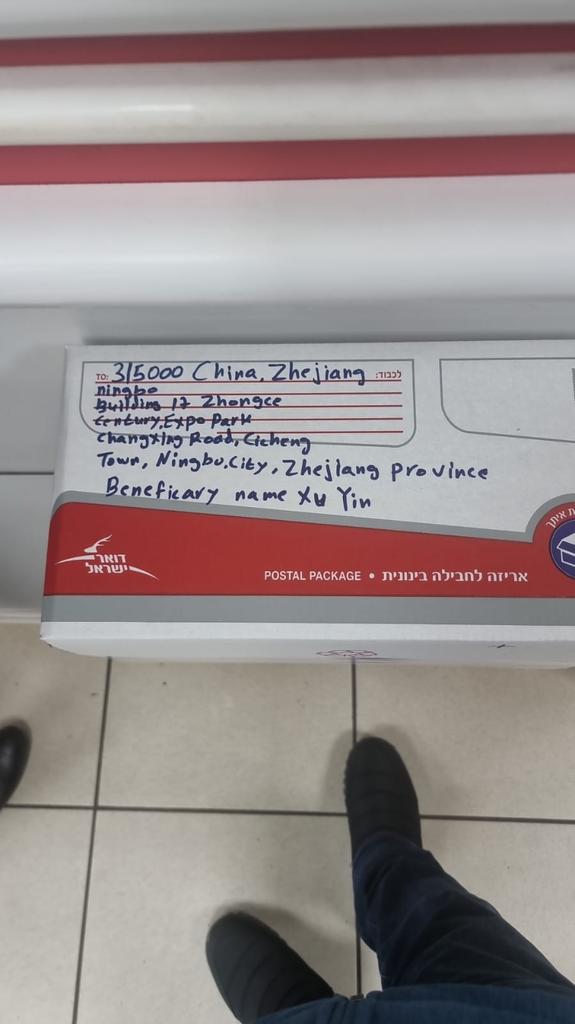 TO: 315000 China, Zhejiang לכבוד:
ningbo
Building 17 Zhongce
Century, Expo Park
Changxing Road, Cicheng
Town, Ningbo, City, Zhejiang province
Beneficary name Xu Yin
דואר
ישראל
POSTAL PACKAGE • אריזה לחבילה בינונית